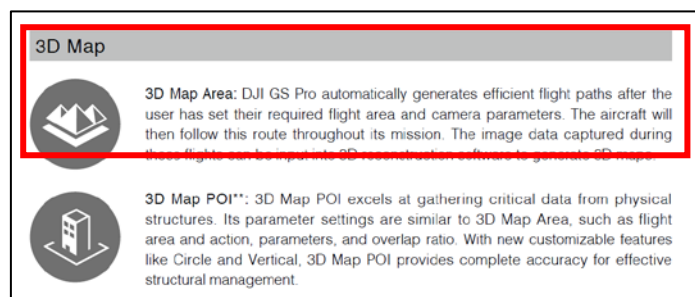 3D Map
3D Map Area: DJI GS Pro automatically generates efficient flight paths after the
user has set their required flight area and camera parameters. The aircraft will
then follow this route throughout its mission. The image data captured during
these flights can be input into 3D reconstruction software to generate 3D maps.
3D Map POI**: 3D Map POI excels at gathering critical data from physical
structures. Its parameter settings are similar to 3D Map Area, such as flight
area and action, parameters, and overlap ratio. With new customizable features
like Circle and Vertical, 3D Map POI provides complete accuracy for effective
structural management.